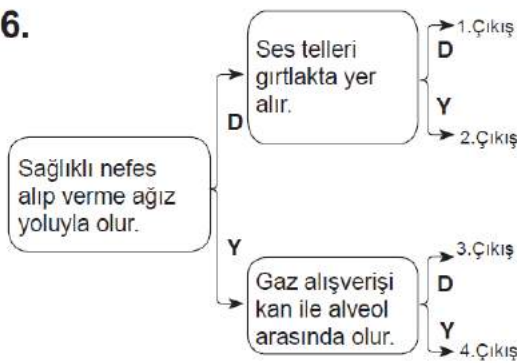 6.
Sağlıklı nefes
alıp verme ağız
yoluyla olur.
D
Y
Ses telleri
gırtlakta yer
alır.
D
Y
1.Çıkış
2.Çıkış
Gaz alışverişi
kan ile alveol
arasında olur.
D
Y
3.Çıkış
4.Çıkış